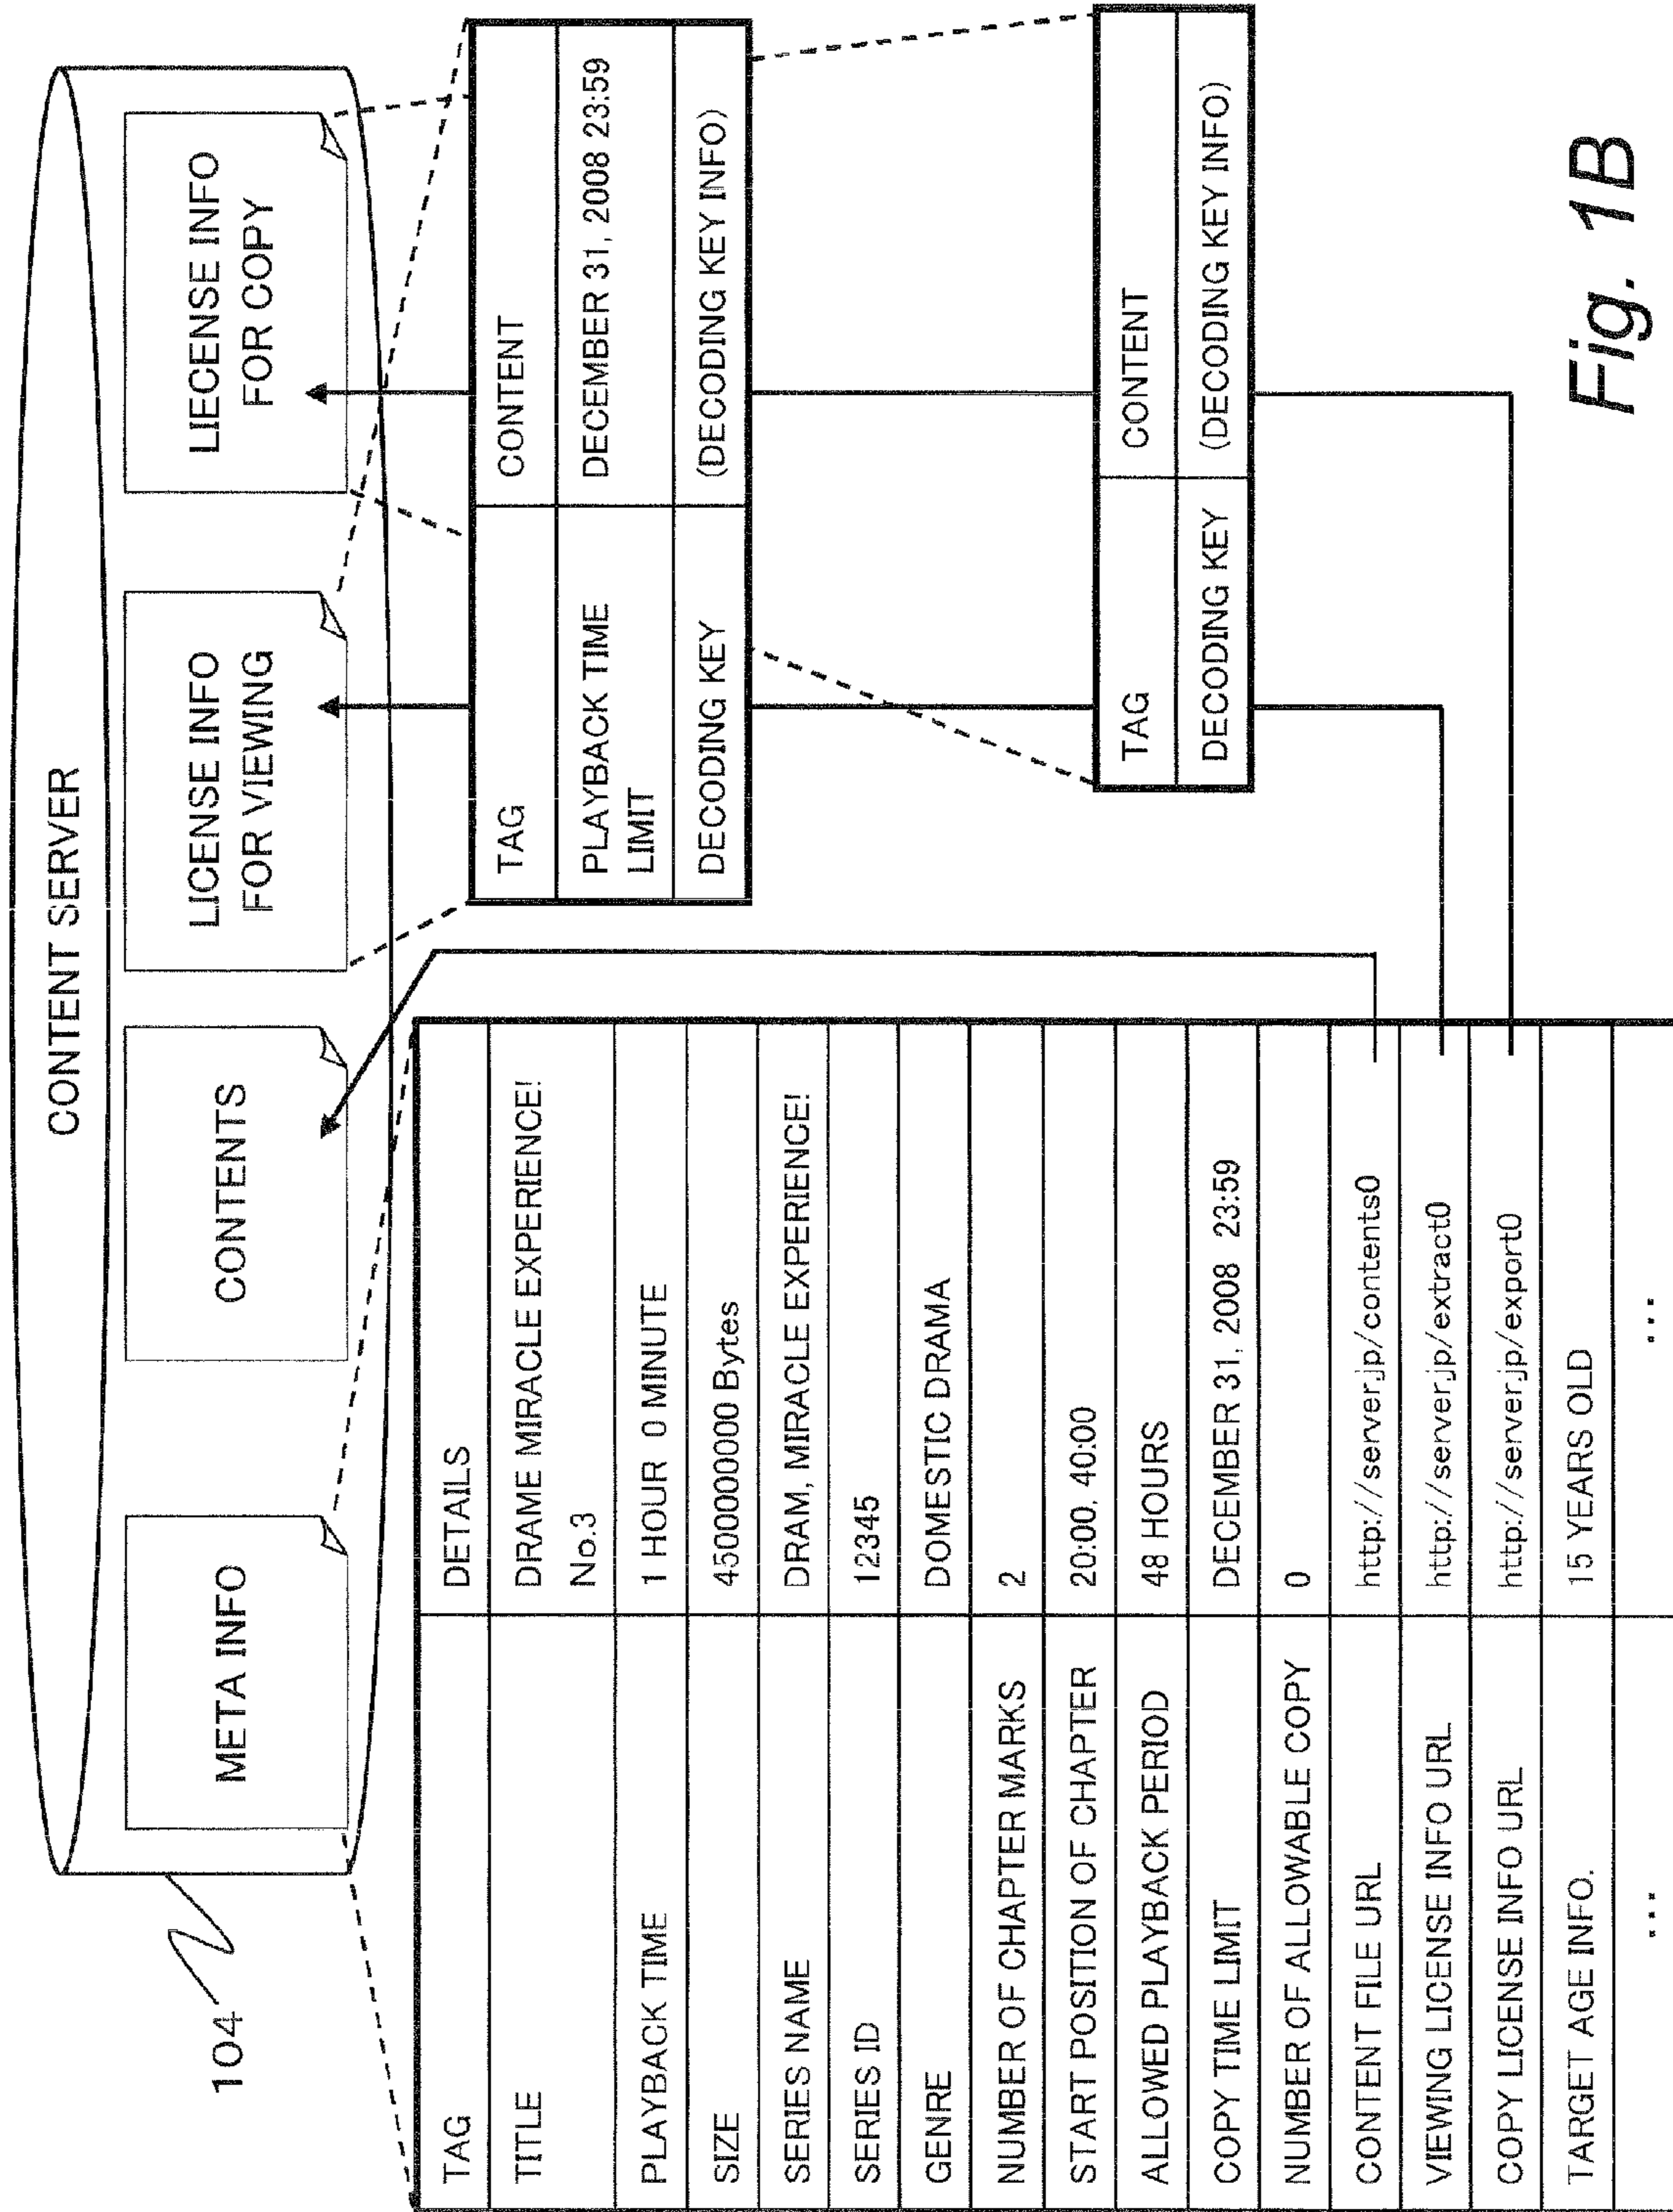 CONTENT SERVER
104
META INFO
CONTENTS
LICENSE INFO
FOR VIEWING
LIECENSE INFO
FOR COPY
TAG DETAILS
TITLE DRAME MIRACLE EXPERIENCE!
No.3
PLAYBACK TIME 1 HOUR 0 MINUTE
SIZE 4500000000 Bytes
SERIES NAME DRAM, MIRACLE EXPERIENCE!
SERIES ID 12345
GENRE DOMESTIC DRAMA
NUMBER OF CHAPTER MARKS 2
START POSITION OF CHAPTER 20:00, 40:00
ALLOWED PLAYBACK PERIOD 48 HOURS
COPY TIME LIMIT DECEMBER 31, 2008 23:59
NUMBER OF ALLOWABLE COPY 0
CONTENT FILE URL http://server.jp/contents0
VIEWING LICENSE INFO URL http://server.jp/extract0
COPY LICENSE INFO URL http://server.jp/export0
TARGET AGE INFO. 15 YEARS OLD
... ...
TAG CONTENT
PLAYBACK TIME DECEMBER 31, 2008 23:59
LIMIT
DECODING KEY (DECODING KEY INFO)
TAG CONTENT
DECODING KEY (DECODING KEY INFO)
Fig. 1B